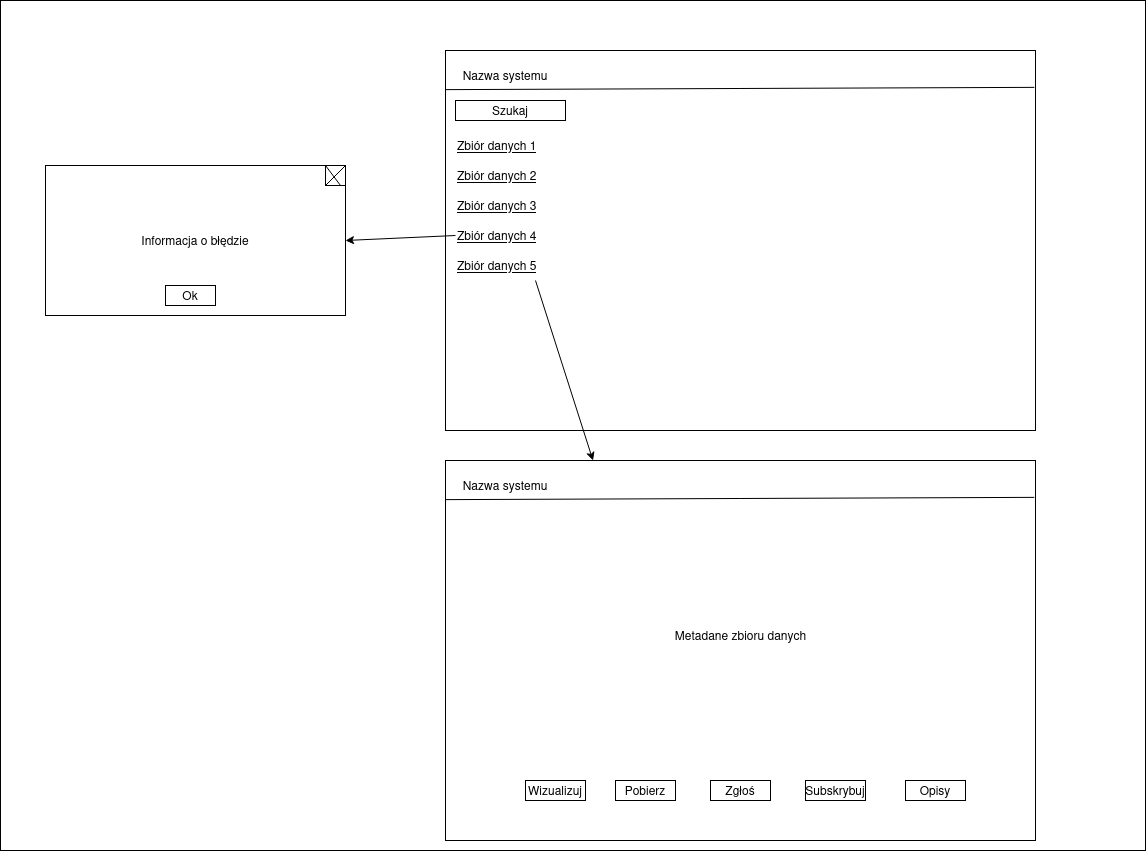 Nazwa systemu
Szukaj
Zbiór danych 1
Zbiór danych 2
Zbiór danych 3
Zbiór danych 4
Zbiór danych 5
Informacja o błędzie
Ok
Nazwa systemu
Metadane zbioru danych
Wizualizuj Pobierz Zgłoś Subskrybuj Opisy